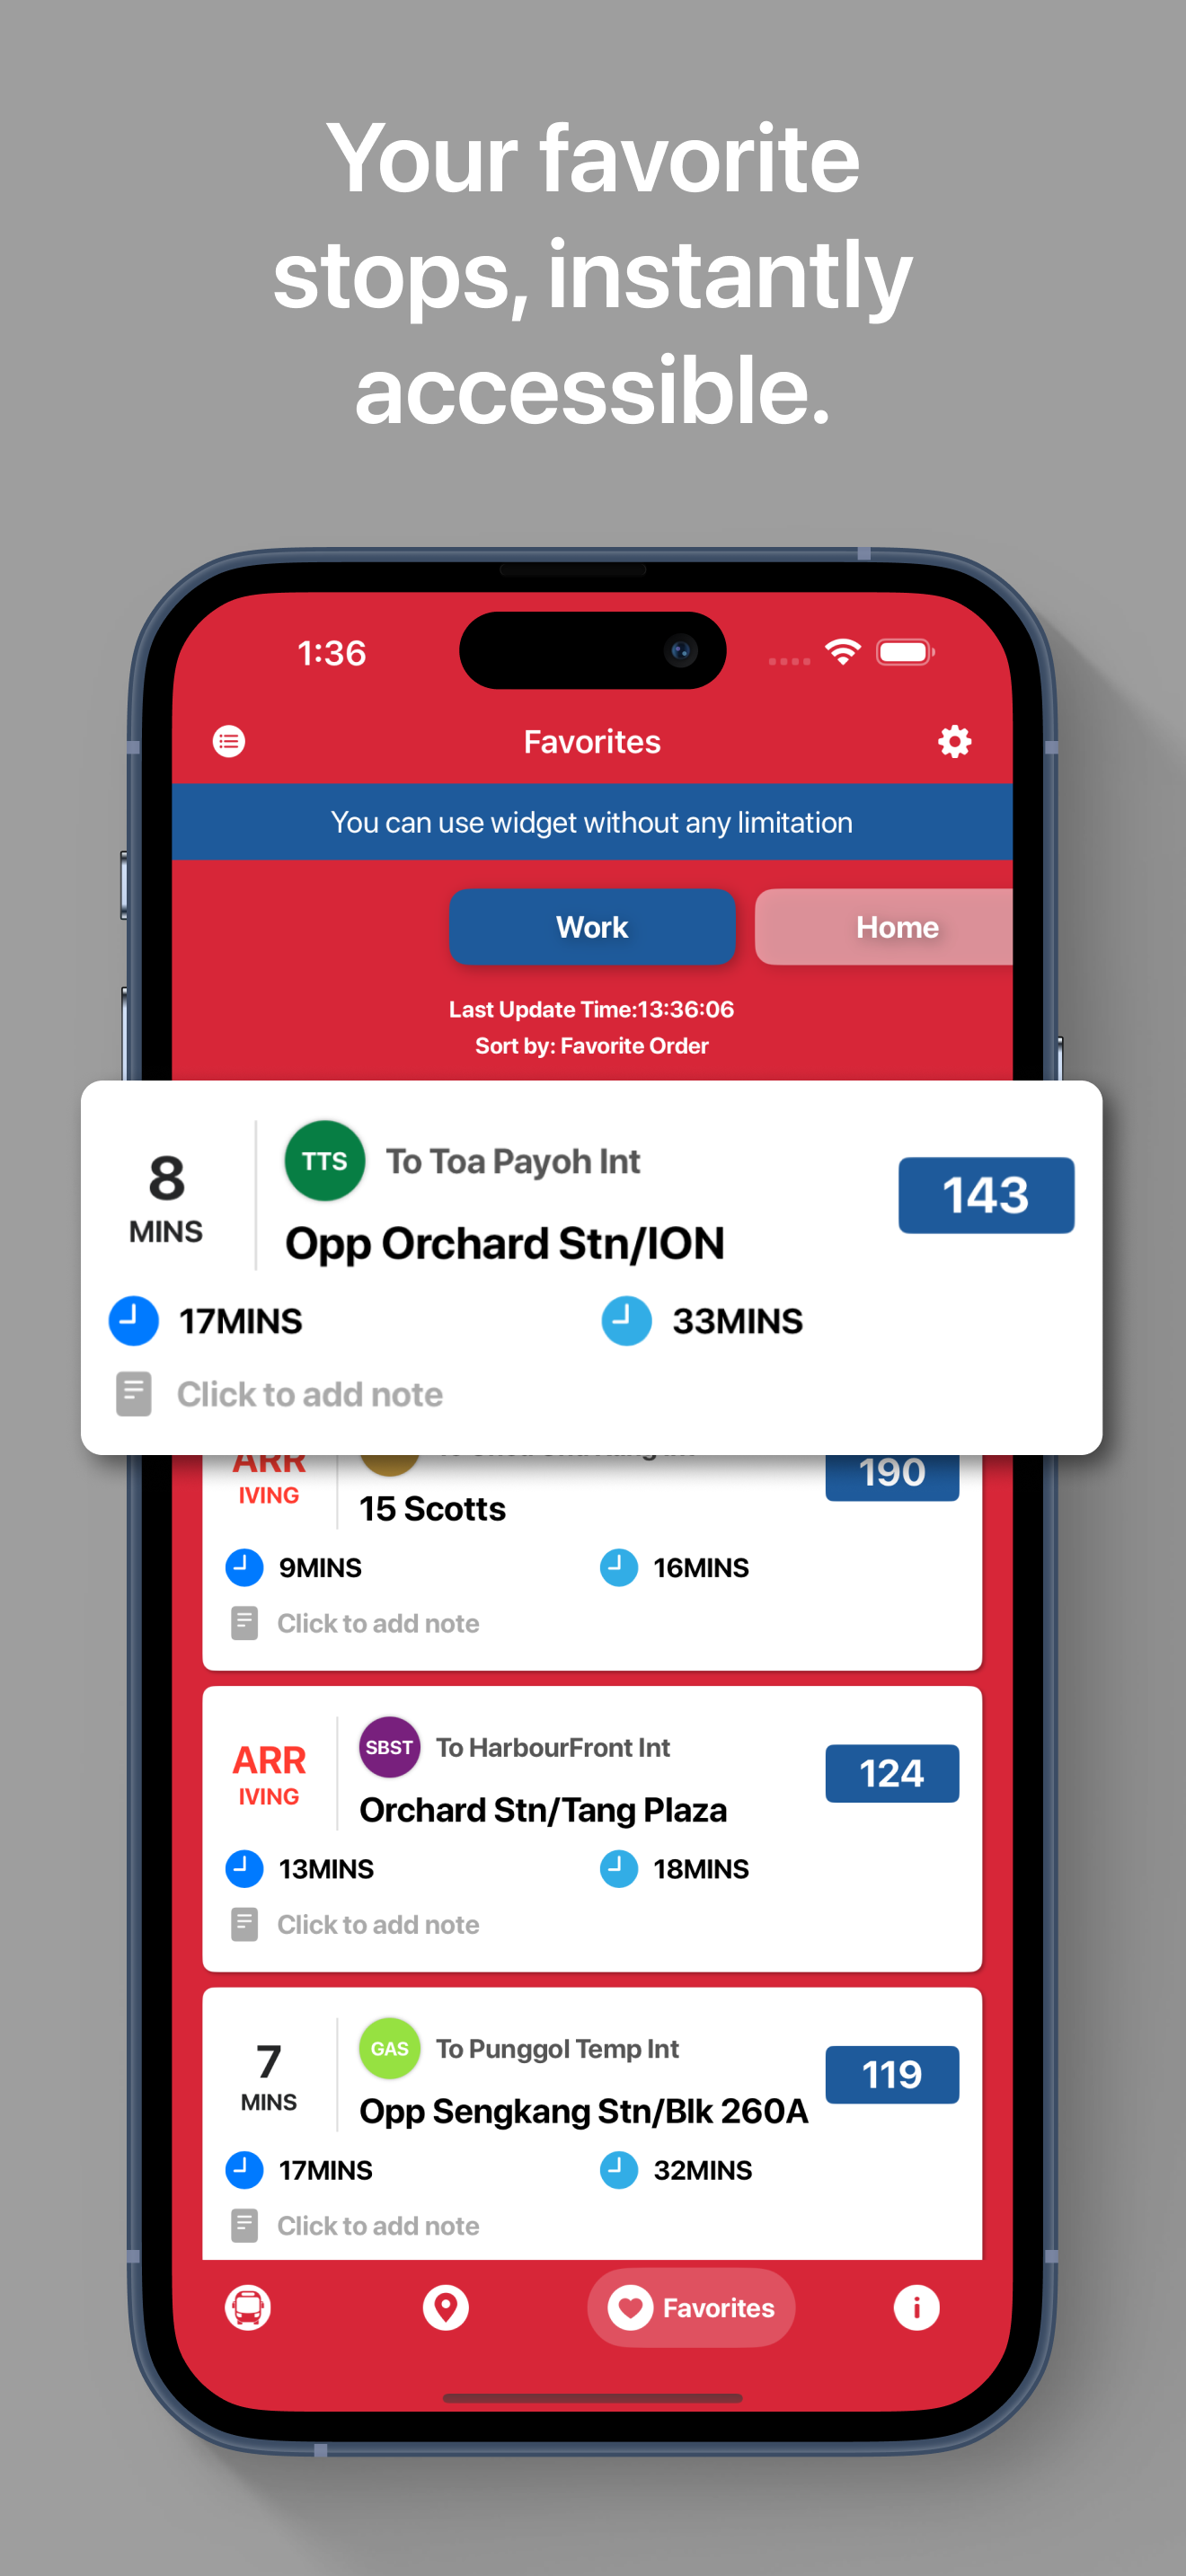 Your favorite
stops, instantly
accessible.
1:36
Favorites
You can use widget without any limitation
Work
Home
Last Update Time:13:36:06
Sort by: Favorite Order
8
MINS
TTS
To Toa Payoh Int
Opp Orchard Stn/ION
143
17MINS
33MINS
Click to add note
ARR
IVING
15 Scotts
190
9MINS
16MINS
Click to add note
ARR
IVING
SBST
To HarbourFront Int
Orchard Stn/Tang Plaza
124
13MINS
18MINS
Click to add note
7
MINS
GAS
To Punggol Temp Int
Opp Sengkang Stn/Blk 260A
119
17MINS
32MINS
Click to add note
Favorites